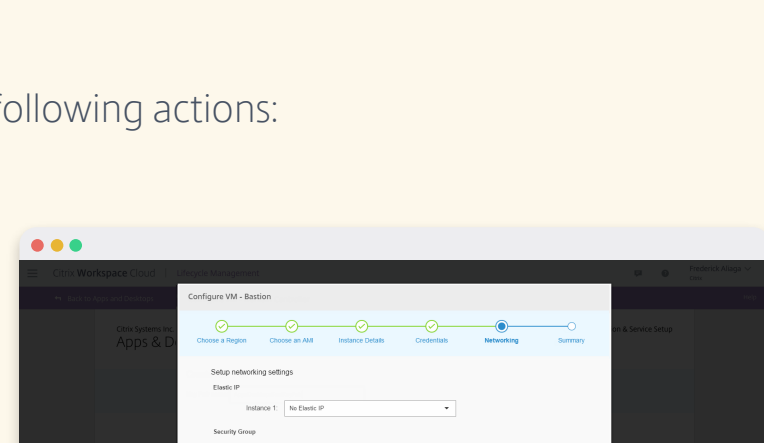 following actions:
Citrix Workspace Cloud | Lifecycle Management
Frederick Aliaga
Back to Apps and Desktops
Configure VM - Bastion
Citrix Systems Inc.
Apps & D
on & Service Setup
Choose a Region
Choose an AMI
Instance Details
Credentials
Networking
Summary
Setup networking settings
Elastic IP
Instance 1:
No Elastic IP
Security Group